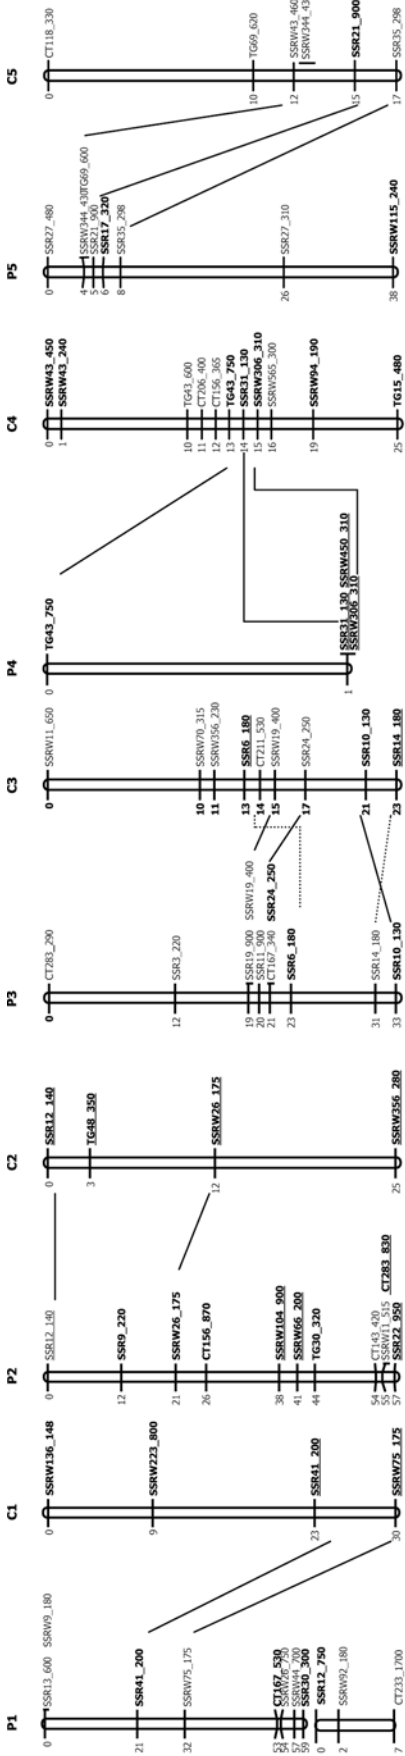 P1
0 SSR13_600 SSRW9_180
21 SSR41_200
32 SSRW75_175
53 CT167_530
54 SSRW26_750
57 SSRW44_700
59 SSR30_300
0 SSR12_750
2 SSRW92_180
7 CT233_1700
C1
0 SSRW136_148
9 SSRW223_800
23 SSR41_200
30 SSRW75_175
P2
0 SSR12_140
12 SSR9_220
21 SSRW26_175
26 CT156_870
38 SSRW104_900
41 SSRW66_200
44 TG30_320
54 CT143_420
55 SSRW11_515 CT283_830
57 SSR22_950
C2
0 SSR12_140
3 TG48_350
12 SSRW26_175
25 SSRW356_280
P3
0 CT283_290
12 SSR3_220
19 SSR19_900 SSRW19_400
20 SSR11_900
21 CT167_340 SSR24_250
23 SSR6_180
31 SSR14_180
33 SSR10_130
C3
0 SSRW11_650
10 SSRW70_315
11 SSRW356_230
13 SSR6_180
14 CT211_530
15 SSRW19_400
17 SSR24_250
21 SSR10_130
23 SSR14_180
P4
0 TG43_750
1 SSR31_130 SSRW450_310
SSRW306_310
C4
0 SSRW43_450
1 SSRW43_240
10 TG43_600
11 CT206_400
12 CT156_365
13 TG43_750
14 SSR31_130
15 SSRW306_310
16 SSRW565_300
19 SSRW94_190
25 TG15_480
P5
0 SSR27_480
4 SSRW344_430 TG69_600
5 SSR21_900
6 SSR17_320
8 SSR35_298
26 SSR27_310
38 SSRW115_240
C5
0 CT118_330
10 TG69_620
12 SSRW43_460
15 SSR21_900
17 SSR35_298